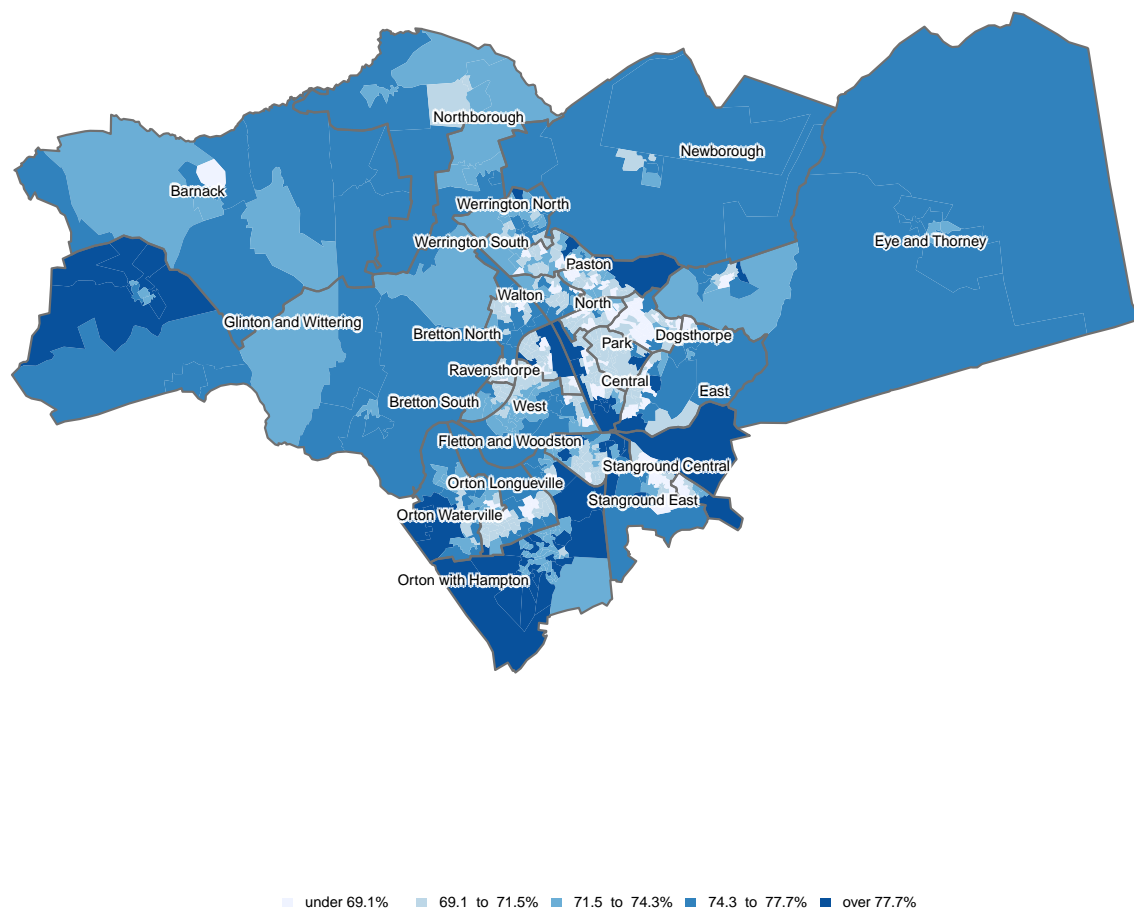 Northborough
Newborough
Barnack
Werrington North
Werrington South
Eye and Thorney
Paston
Walton
North
Glinton and Wittering
Bretton North
Park
Dogsthorpe
Ravensthorpe
Central
East
Bretton South
West
Fletton and Woodston
Stanground Central
Orton Longueville
Stanground East
Orton Waterville
Orton with Hampton
under 69.1% 69.1 to 71.5% 71.5 to 74.3% 74.3 to 77.7% over 77.7%